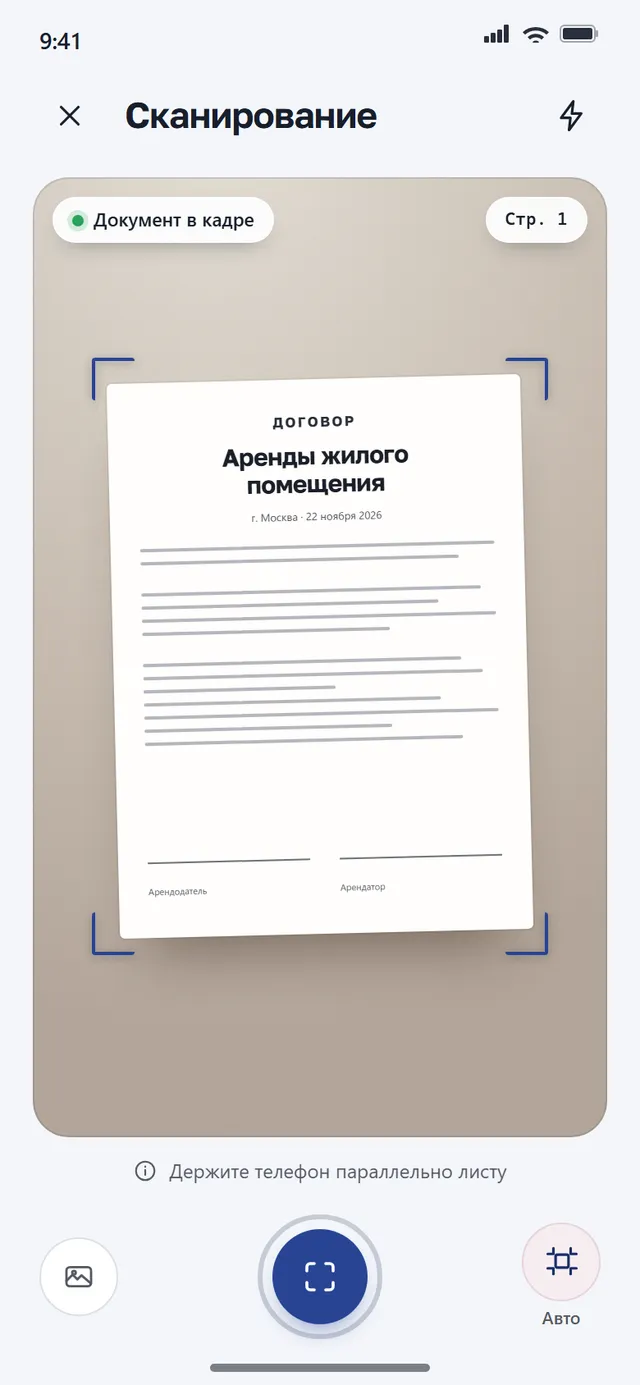 9:41
Сканирование
Документ в кадре
Стр. 1
ДОГОВОР
Аренды жилого
помещения
г. Москва · 22 ноября 2026
Арендодатель
Арендатор
Держите телефон параллельно листу
Авто